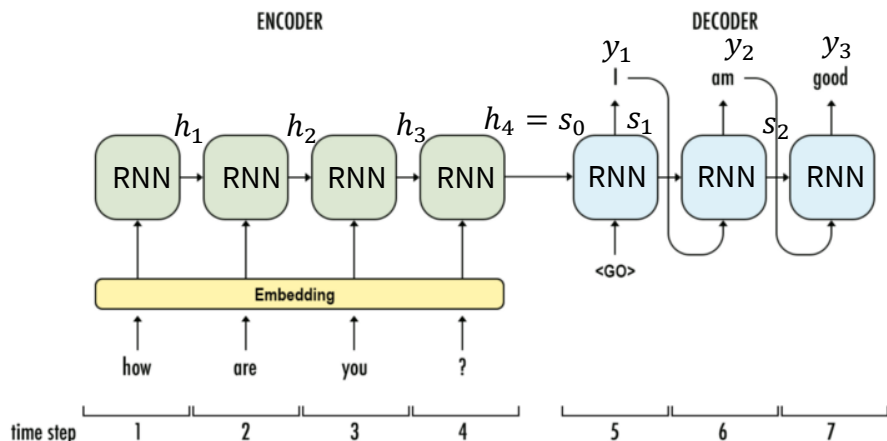 ENCODER DECODER
y₁ y₂ y₃
I am good
h₁ h₂ h₃ h₄ = s₀ s₁ s₂
RNN RNN RNN RNN RNN RNN RNN
<GO>
Embedding
how are you ?
time step 1 2 3 4 5 6 7